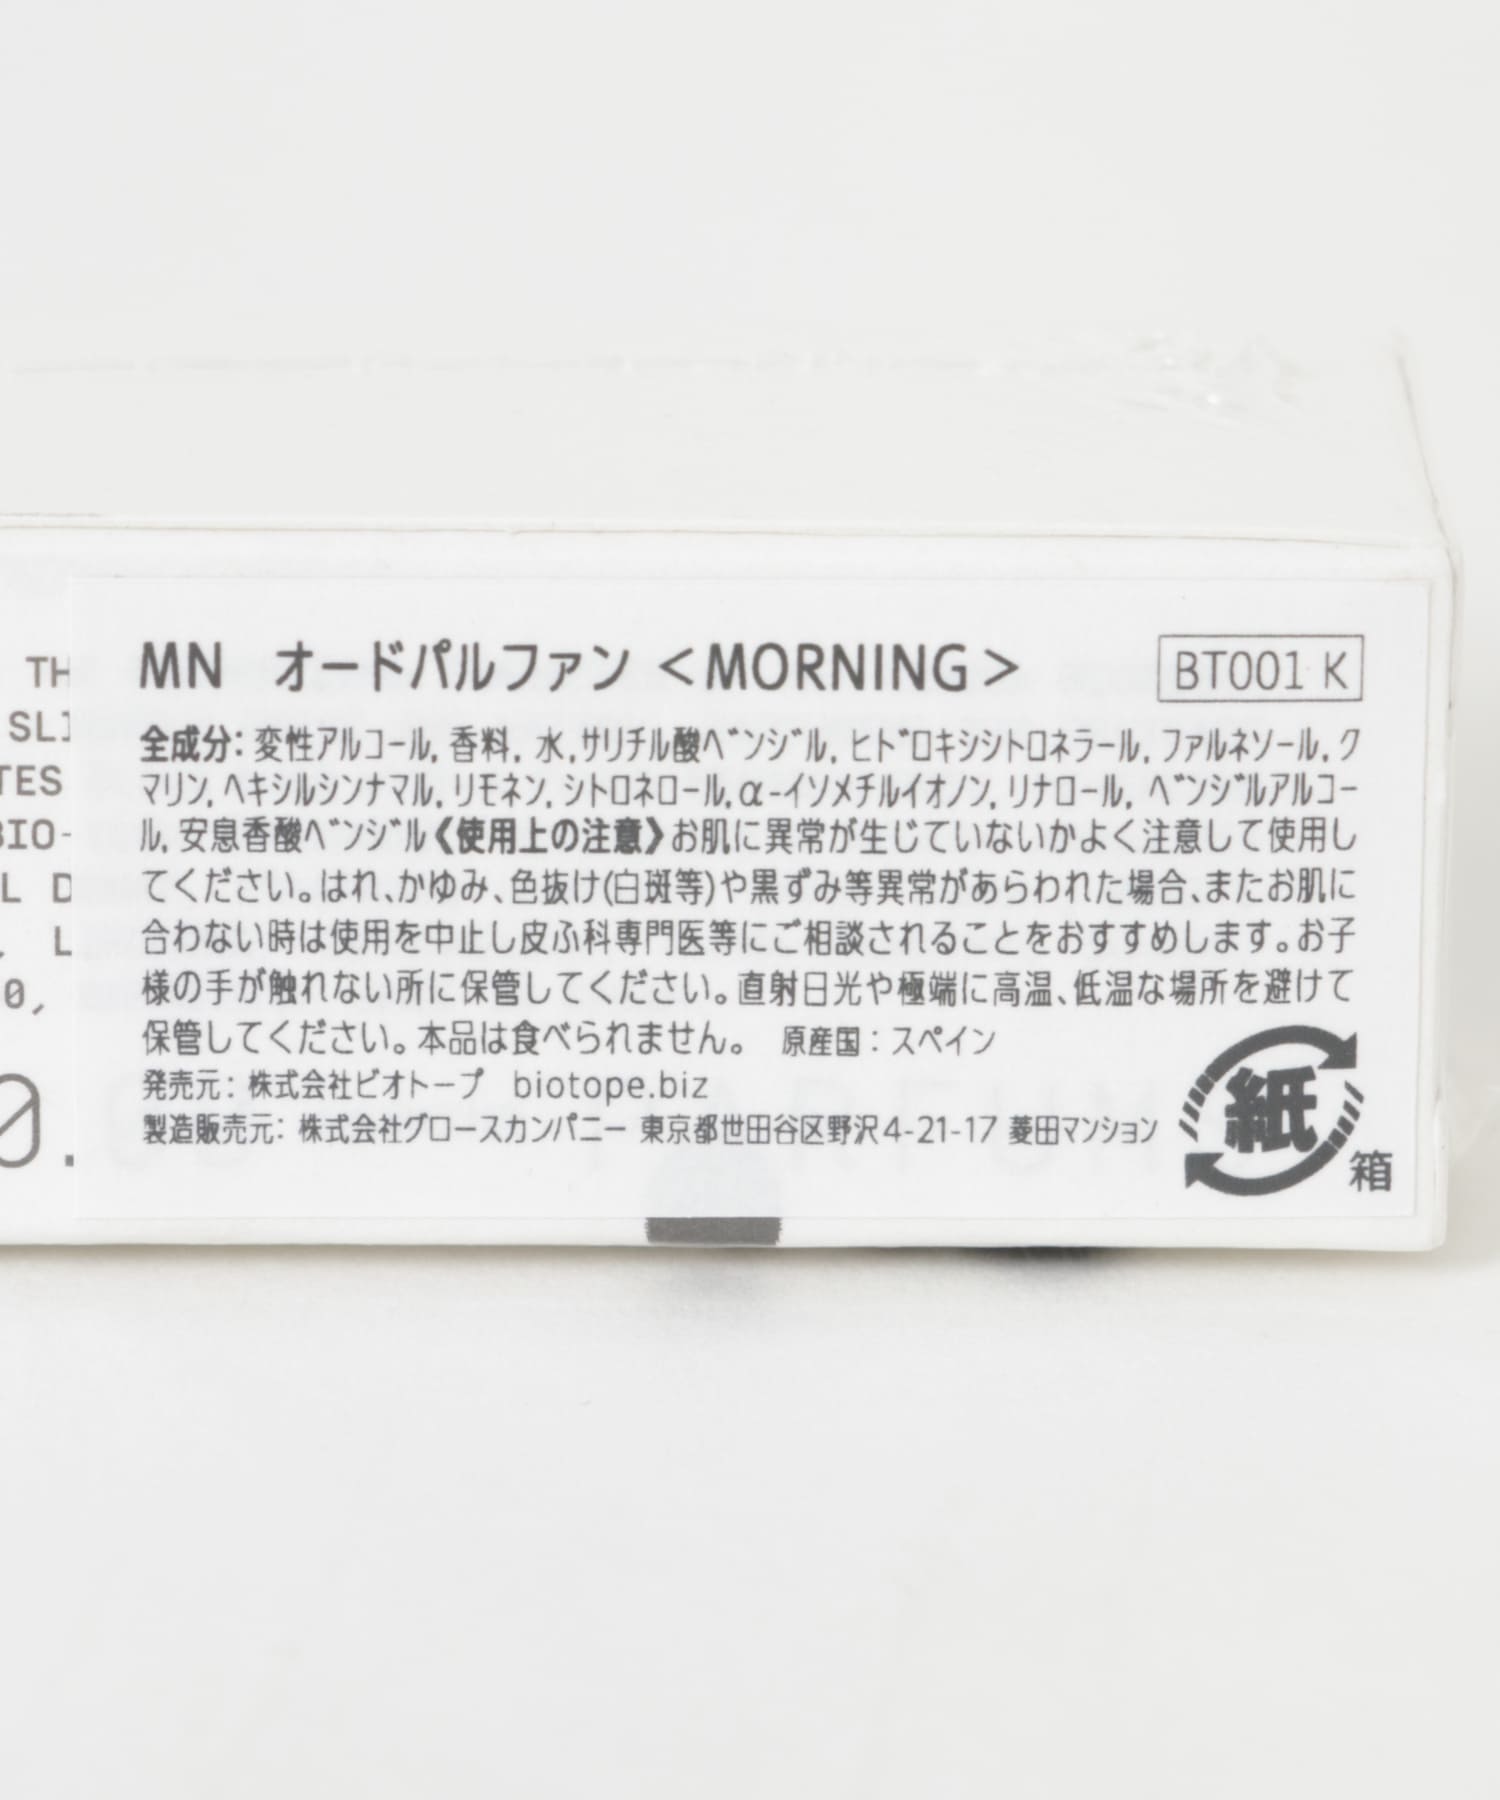 TH
SLI
TES
BIO-
L D
L
0,
0.
MN オードパルファン <MORNING>
BT001 K
全成分: 変性アルコール, 香料, 水, サリチル酸ベンジル, ヒドロキシシトロネラール, ファルネソール, ク
マリン, ヘキシルシンナマル, リモネン, シトロネロール, α-イソメチルイオノン, リナロール, ベンジルアルコー
ル, 安息香酸ベンジル《使用上の注意》お肌に異常が生じていないかよく注意して使用し
てください。はれ、かゆみ、色抜け(白斑等)や黒ずみ等異常があらわれた場合、またお肌に
合わない時は使用を中止し皮ふ科専門医等にご相談されることをおすすめします。お子
様の手が触れない所に保管してください。直射日光や極端に高温、低温な場所を避けて
保管してください。本品は食べられません。 原産国：スペイン
発売元: 株式会社ビオトープ biotope.biz
製造販売元: 株式会社グロースカンパニー 東京都世田谷区野沢4-21-17 菱田マンション
紙
箱